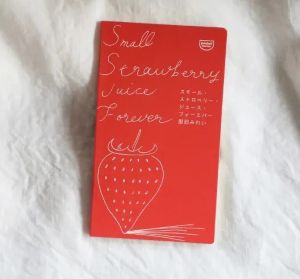 Small
Strawberry
Juice
Forever
スモール・
ストロベリー・
ジュース・
フォーエバー
服部みれい